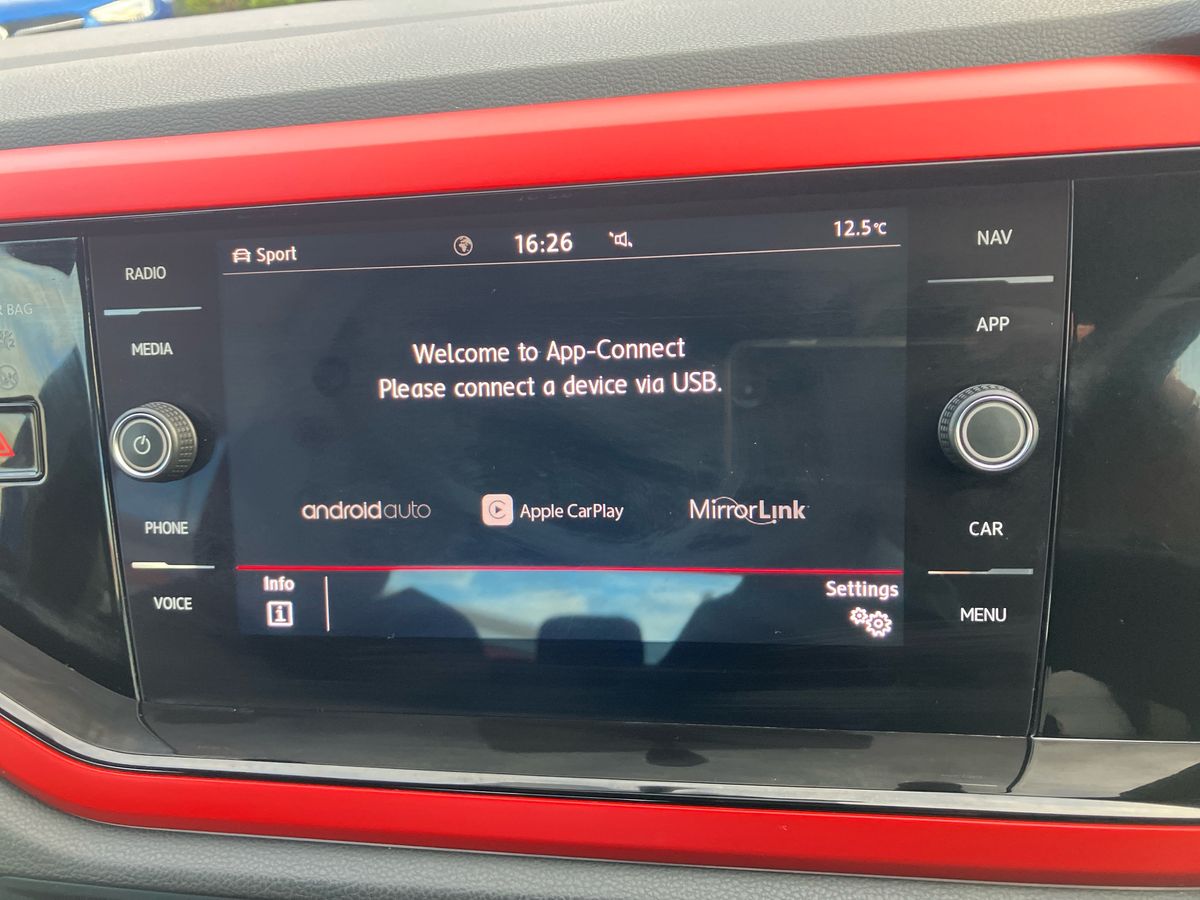 Sport
16:26
12.5°C
NAV
RADIO
APP
MEDIA
Welcome to App-Connect
Please connect a device via USB.
androidauto
Apple CarPlay
MirrorLink
PHONE
CAR
Info
i
Settings
VOICE
MENU
BAG